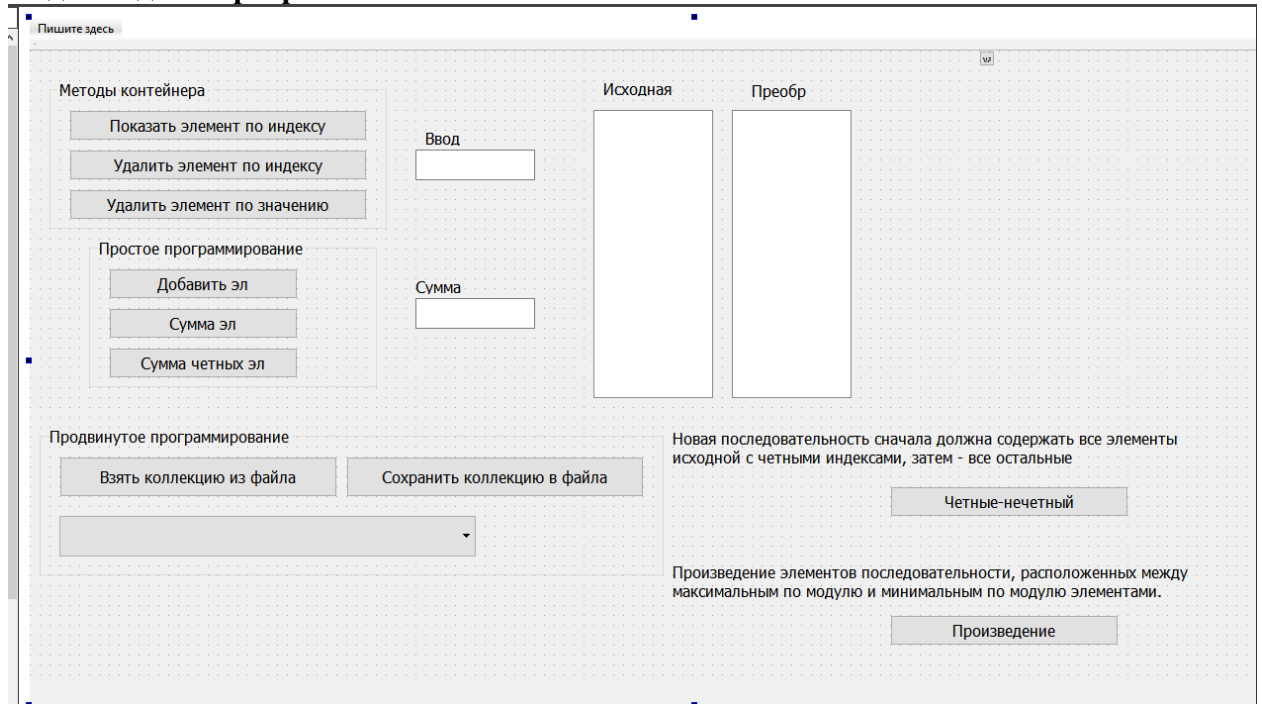 Пишите здесь
Методы контейнера
Показать элемент по индексу
Удалить элемент по индексу
Удалить элемент по значению
Ввод
Исходная
Преобр
Простое программирование
Добавить эл
Сумма эл
Сумма четных эл
Сумма
Продвинутое программирование
Взять коллекцию из файла
Сохранить коллекцию в файла
Новая последовательность сначала должна содержать все элементы
исходной с четными индексами, затем - все остальные
Четные-нечетный
Произведение элементов последовательности, расположенных между
максимальным по модулю и минимальным по модулю элементами.
Произведение